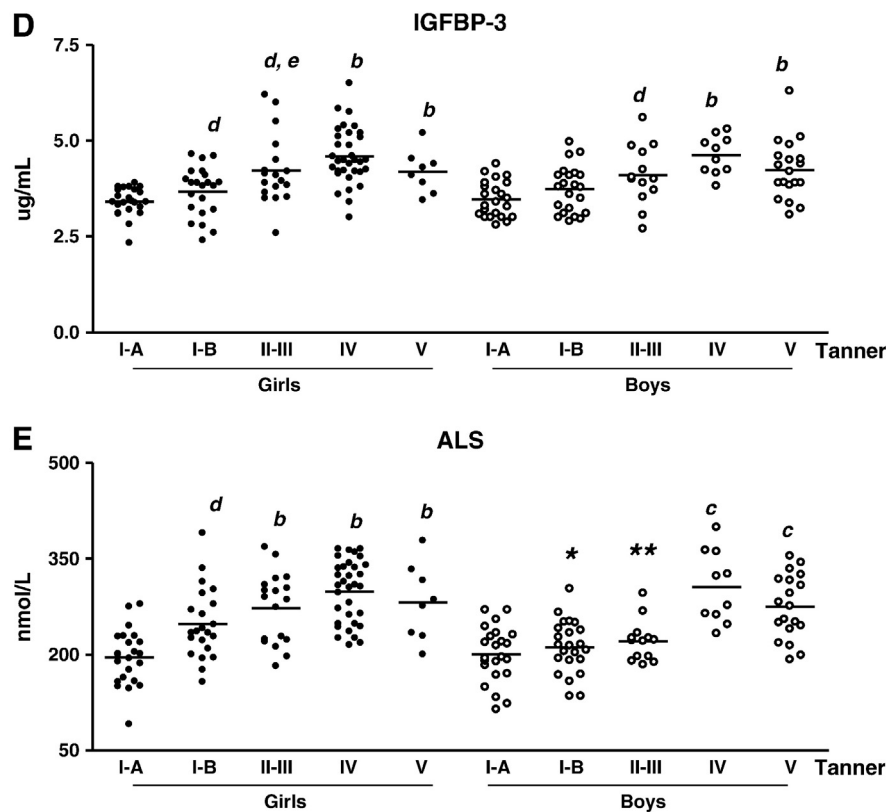 D
IGFBP-3
7.5
d, e
b
b
b
d
b
d
5.0
ug/mL
2.5
0.0
I-A I-B II-III IV V I-A I-B II-III IV V Tanner
Girls Boys
E
ALS
500
d
b
b
b
c
c
*
**
350
nmol/L
200
50
I-A I-B II-III IV V I-A I-B II-III IV V Tanner
Girls Boys